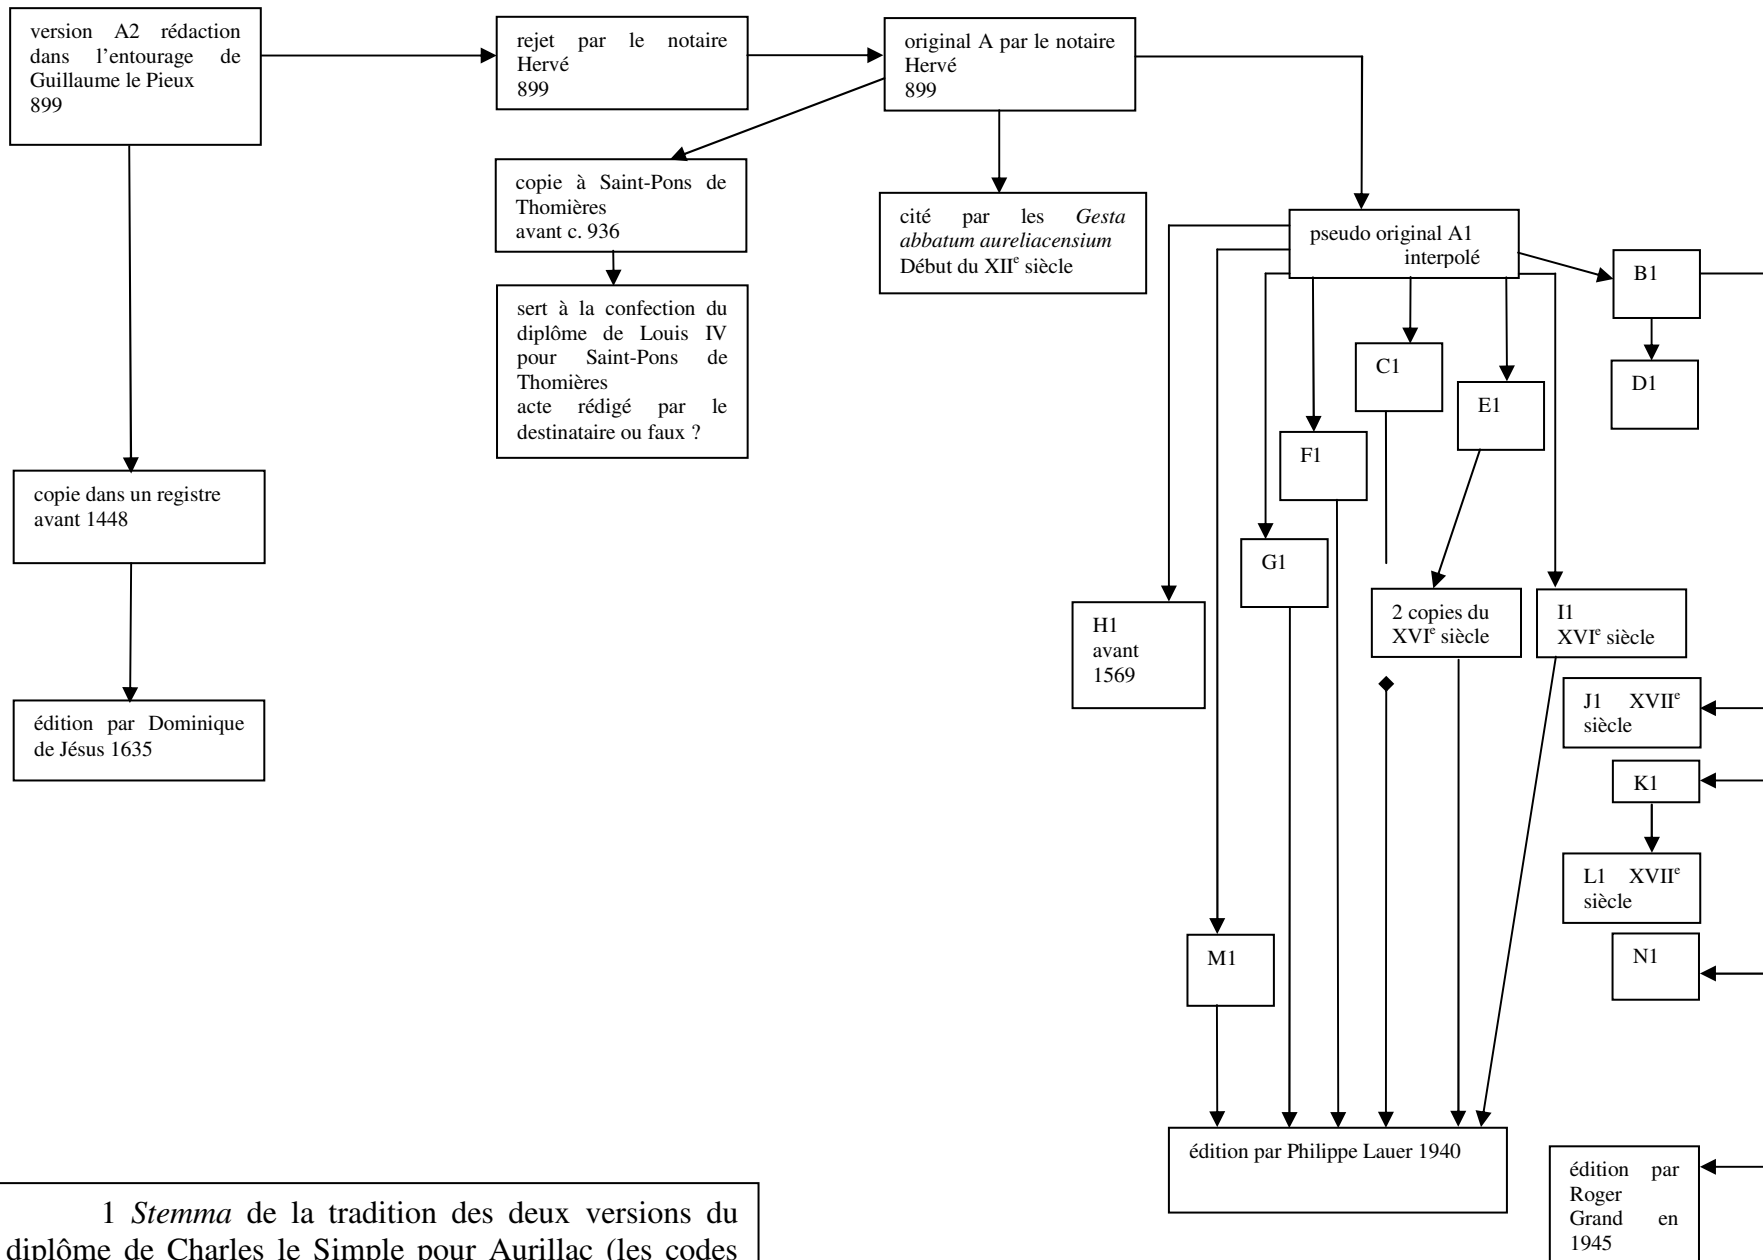 version A2 rédaction
dans l’entourage de
Guillaume le Pieux
899
rejet par le notaire
Hervé
899
original A par le notaire
Hervé
899
copie à Saint-Pons de
Thomières
avant c. 936
cité par les Gesta
abbatum aureliacensium
Début du XIIe siècle
pseudo original A1
interpolé
B1
sert à la confection du
diplôme de Louis IV
pour Saint-Pons de
Thomières
acte rédigé par le
destinataire ou faux ?
C1
D1
E1
F1
copie dans un registre
avant 1448
G1
H1
avant
1569
2 copies du
XVIe siècle
I1
XVIe siècle
édition par Dominique
de Jésus 1635
J1 XVIIe
siècle
K1
L1 XVIIe
siècle
M1
N1
édition par Philippe Lauer 1940
édition par
Roger
Grand en
1945
1 Stemma de la tradition des deux versions du
diplôme de Charles le Simple pour Aurillac (les codes